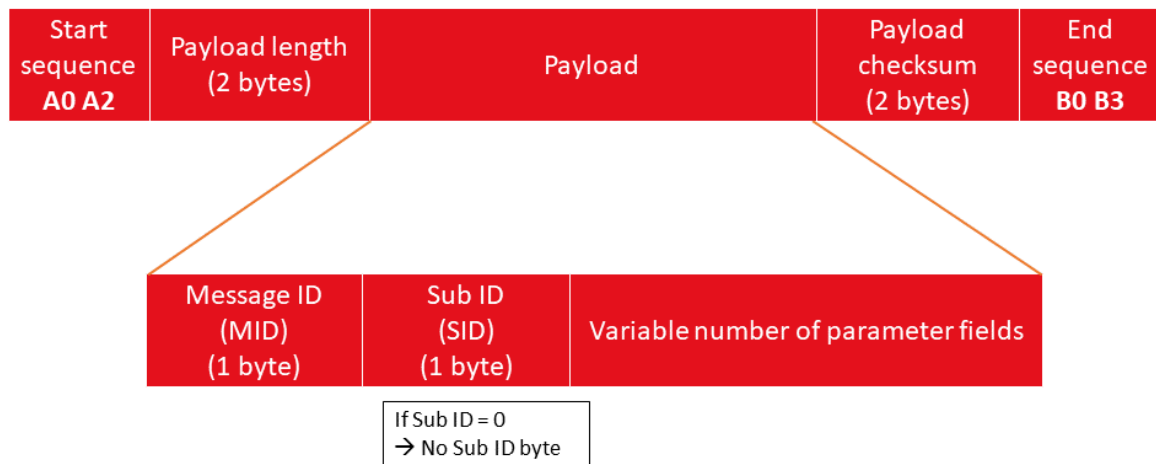 Start
sequence
A0 A2
Payload length
(2 bytes)
Payload
Payload
checksum
(2 bytes)
End
sequence
B0 B3
Message ID
(MID)
(1 byte)
Sub ID
(SID)
(1 byte)
Variable number of parameter fields
If Sub ID = 0
→ No Sub ID byte